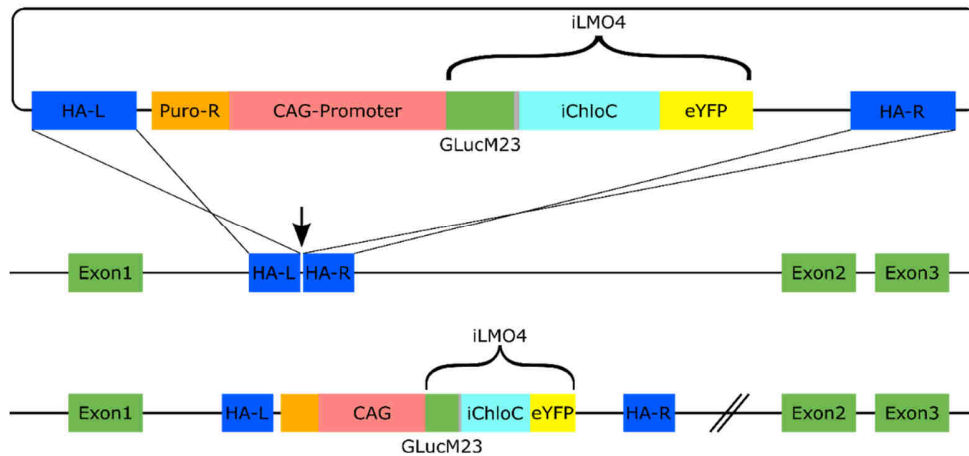 iLMO4
HA-L Puro-R CAG-Promoter iChloC eYFP HA-R
GLucM23
Exon1 HA-L HA-R Exon2 Exon3
iLMO4
Exon1 HA-L CAG iChloC eYFP HA-R Exon2 Exon3
GLucM23